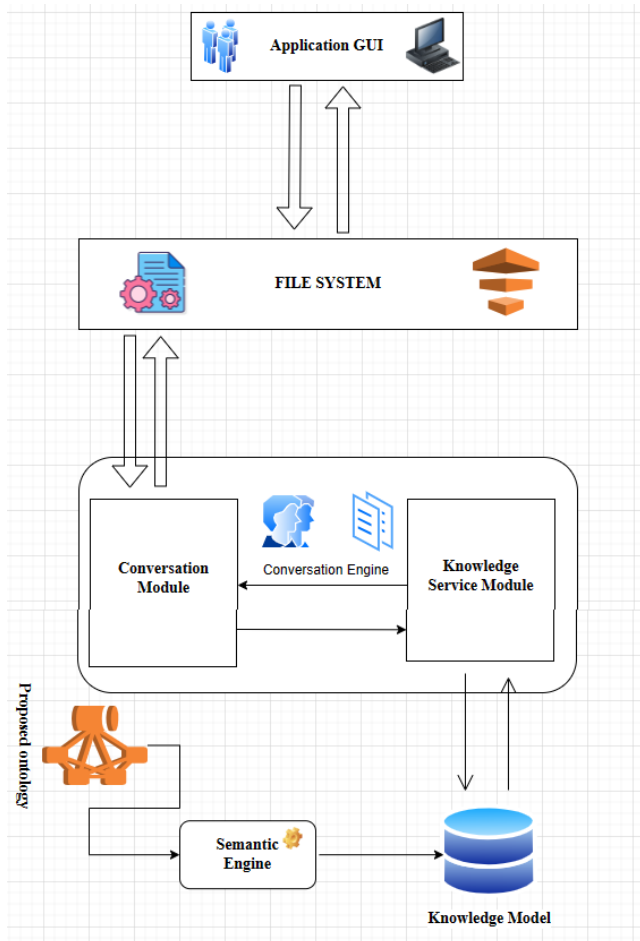 Application GUI
FILE SYSTEM
Conversation Engine
Conversation
Module
Knowledge
Service Module
Proposed ontology
Semantic
Engine
Knowledge Model